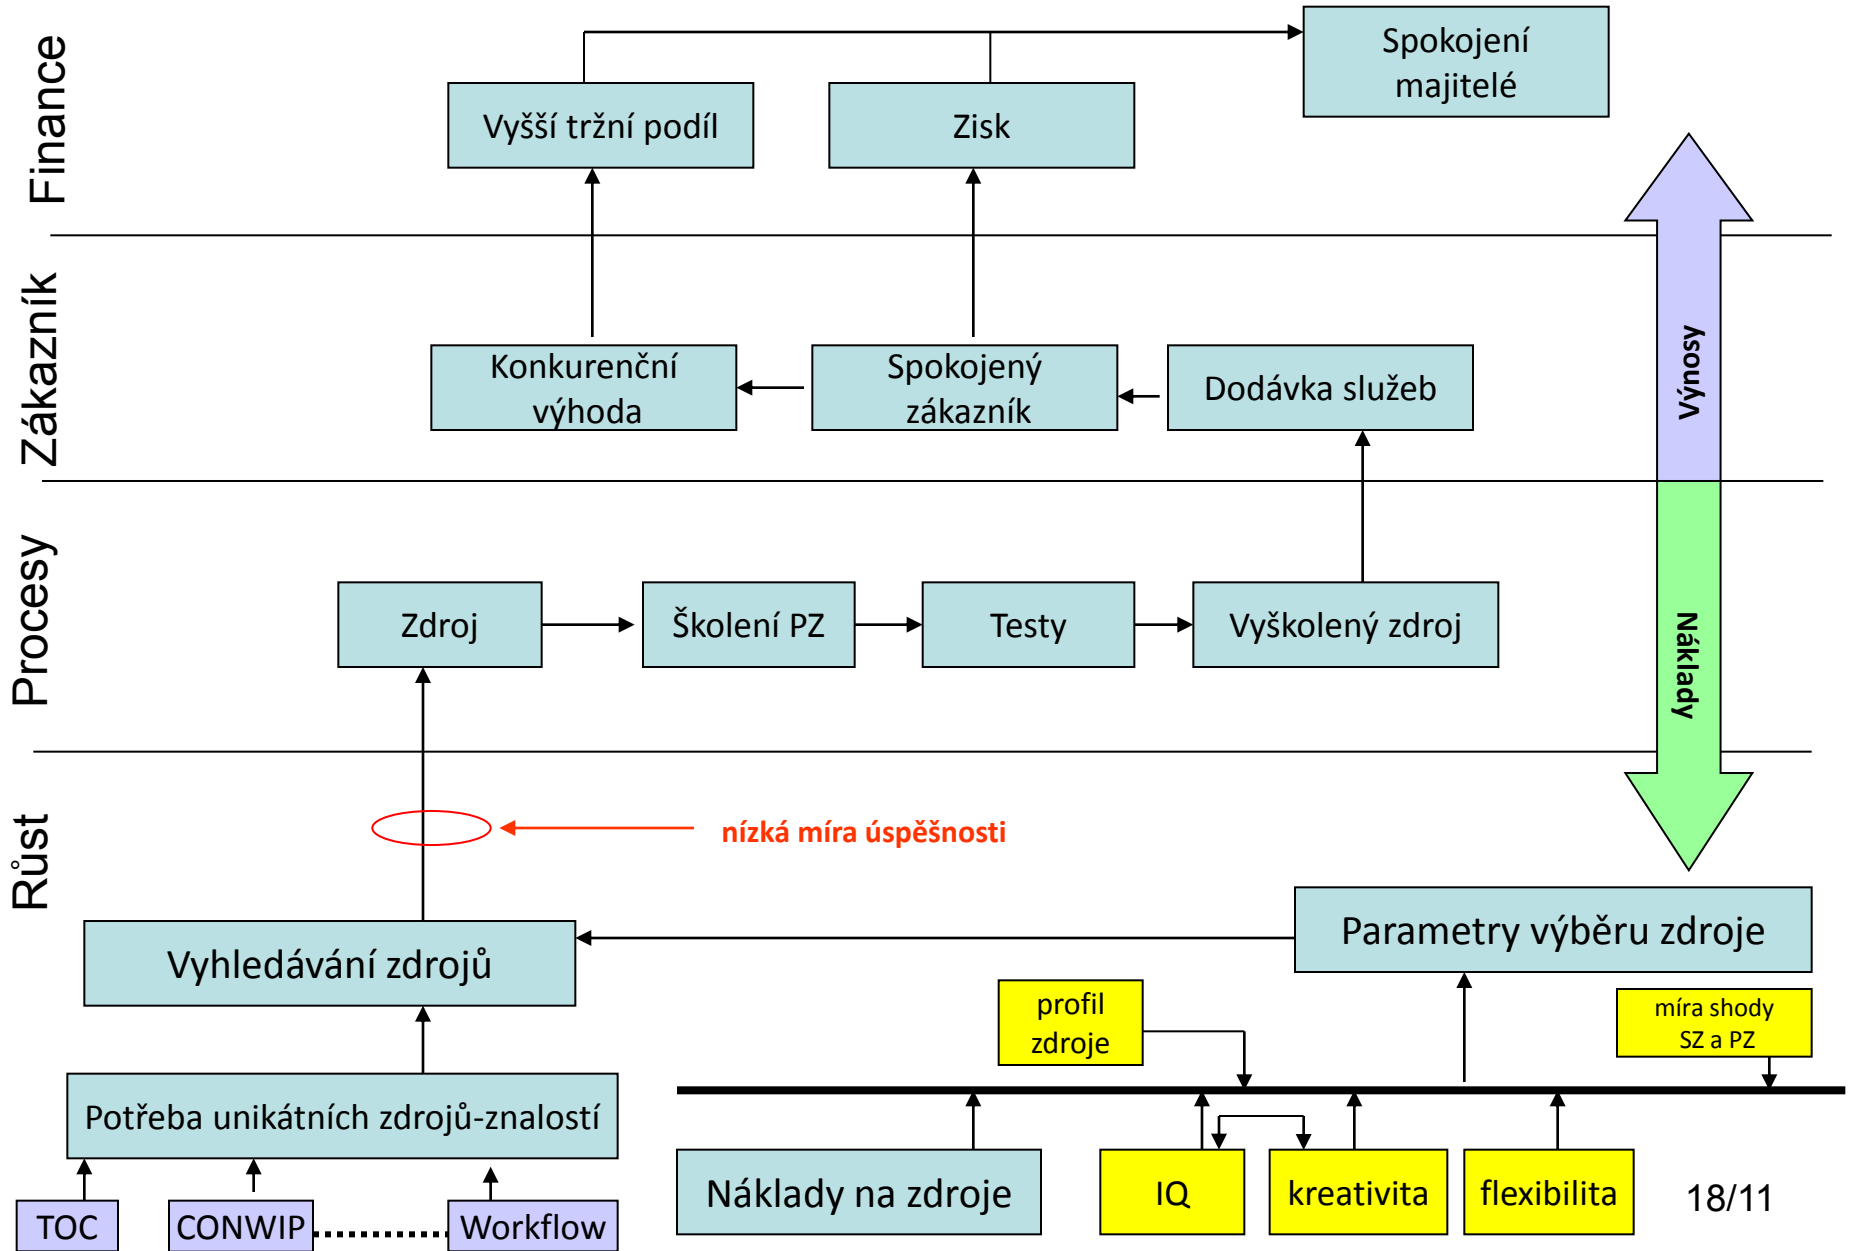 Finance
Spokojení
majitelé
Vyšší tržní podíl
Zisk
Zákazník
Konkurenční
výhoda
Spokojený
zákazník
Dodávka služeb
Výnosy
Procesy
Zdroj
Školení PZ
Testy
Vyškolený zdroj
Náklady
Růst
nízká míra úspěšnosti
Vyhledávání zdrojů
Parametry výběru zdroje
profil
zdroje
míra shody
SZ a PZ
Potřeba unikátních zdrojů-znalostí
Náklady na zdroje
IQ
kreativita
flexibilita
18/11
TOC
CONWIP
Workflow